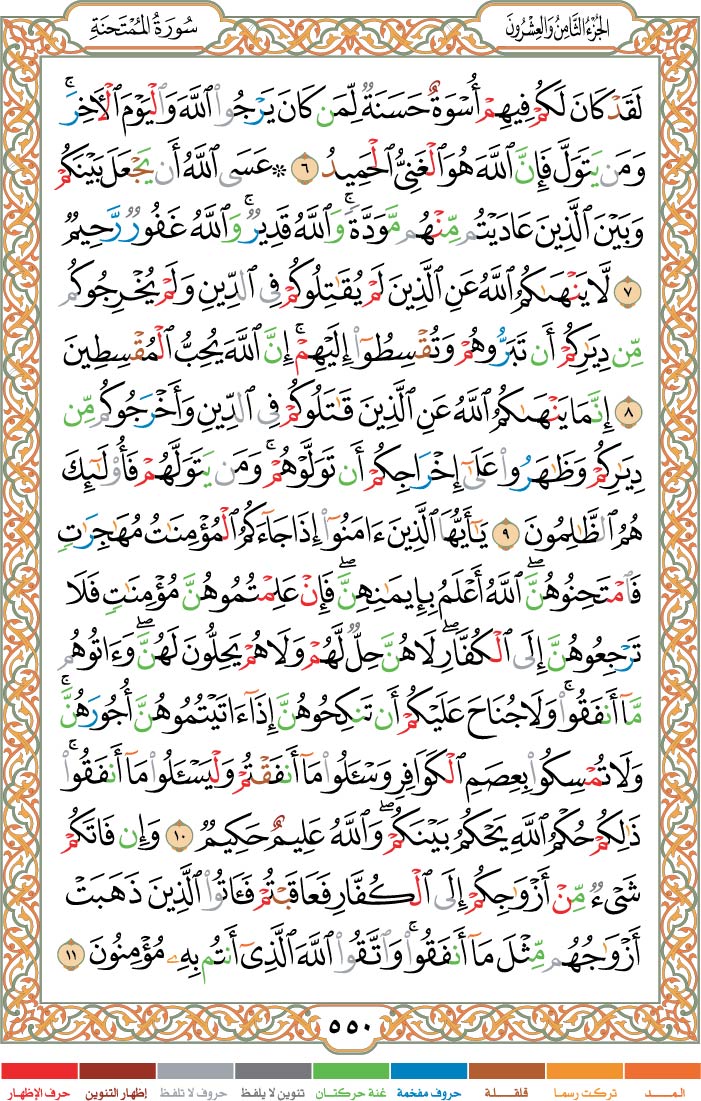 الجُزْءُ الثَّامِنُ وَالعِشْرُونَ
سُورَةُ المُمْتَحنَةِ
لَقَدْ كَانَ لَكُمْ فِيهِمْ أُسْوَةٌ حَسَنَةٌ لِّمَن كَانَ يَرْجُوا۟ ٱللَّهَ وَٱلْيَوْمَ ٱلْأَخِرَۚ
وَمَن يَتَوَلَّ فَإِنَّ ٱللَّهَ هُوَ ٱلْغَنِىُّ ٱلْحَمِيدُ ٦ ۞ عَسَى ٱللَّهُ أَن يَجْعَلَ بَيْنَكُمْ
وَبَيْنَ ٱلَّذِينَ عَادَيْتُم مِّنْهُم مَّوَدَّةًۚ وَٱللَّهُ قَدِيرٌۚ وَٱللَّهُ غَفُورٌ رَّحِيمٌ
٧ لَّا يَنْهَىٰكُمُ ٱللَّهُ عَنِ ٱلَّذِينَ لَمْ يُقَٰتِلُوكُمْ فِى ٱلدِّينِ وَلَمْ يُخْرِجُوكُم
مِّن دِيَٰرِكُمْ أَن تَبَرُّوهُمْ وَتُقْسِطُوٓا۟ إِلَيْهِمْۚ إِنَّ ٱللَّهَ يُحِبُّ ٱلْمُقْسِطِينَ
٨ إِنَّمَا يَنْهَىٰكُمُ ٱللَّهُ عَنِ ٱلَّذِينَ قَٰتَلُوكُمْ فِى ٱلدِّينِ وَأَخْرَجُوكُم مِّن
دِيَٰرِكُمْ وَظَٰهَرُوا۟ عَلَىٰٓ إِخْرَاجِكُمْ أَن تَوَلَّوْهُمْۚ وَمَن يَتَوَلَّهُمْ فَأُو۟لَٰٓئِكَ
هُمُ ٱلظَّٰلِمُونَ ٩ يَٰٓأَيُّهَا ٱلَّذِينَ ءَامَنُوٓا۟ إِذَا جَآءَكُمُ ٱلْمُؤْمِنَٰتُ مُهَٰجِرَٰتٍ
فَٱمْتَحِنُوهُنَّۖ ٱللَّهُ أَعْلَمُ بِإِيمَٰنِهِنَّۖ فَإِنْ عَلِمْتُمُوهُنَّ مُؤْمِنَٰتٍ فَلَا
تَرْجِعُوهُنَّ إِلَى ٱلْكُفَّارِۖ لَا هُنَّ حِلٌّ لَّهُمْ وَلَا هُمْ يَحِلُّونَ لَهُنَّۖ وَءَاتُوهُم
مَّآ أَنفَقُوا۟ۚ وَلَا جُنَاحَ عَلَيْكُمْ أَن تَنكِحُوهُنَّ إِذَآ ءَاتَيْتُمُوهُنَّ أُجُورَهُنَّۚ
وَلَا تُمْسِكُوا۟ بِعِصَمِ ٱلْكَوَافِرِ وَسْـَٔلُوا۟ مَآ أَنفَقْتُمْ وَلْيَسْـَٔلُوا۟ مَآ أَنفَقُوا۟ۚ
ذَٰلِكُمْ حُكْمُ ٱللَّهِ يَحْكُمُ بَيْنَكُمْۖ وَٱللَّهُ عَلِيمٌ حَكِيمٌ ١٠ وَإِن فَاتَكُمْ
شَىْءٌ مِّنْ أَزْوَٰجِكُمْ إِلَى ٱلْكُفَّارِ فَعَاقَبْتُمْ فَـَٔاتُوا۟ ٱلَّذِينَ ذَهَبَتْ
أَزْوَٰجُهُم مِّثْلَ مَآ أَنفَقُوا۟ۚ وَٱتَّقُوا۟ ٱللَّهَ ٱلَّذِىٓ أَنتُم بِهِۦ مُؤْمِنُونَ ١١
٥٥٠
المــــد تركت رسما قلقـلـة حروف مفخمة غنة حركتان تنوين لا يلفظ حروف لا تلفظ إظهار التنوين حرف الإظهار